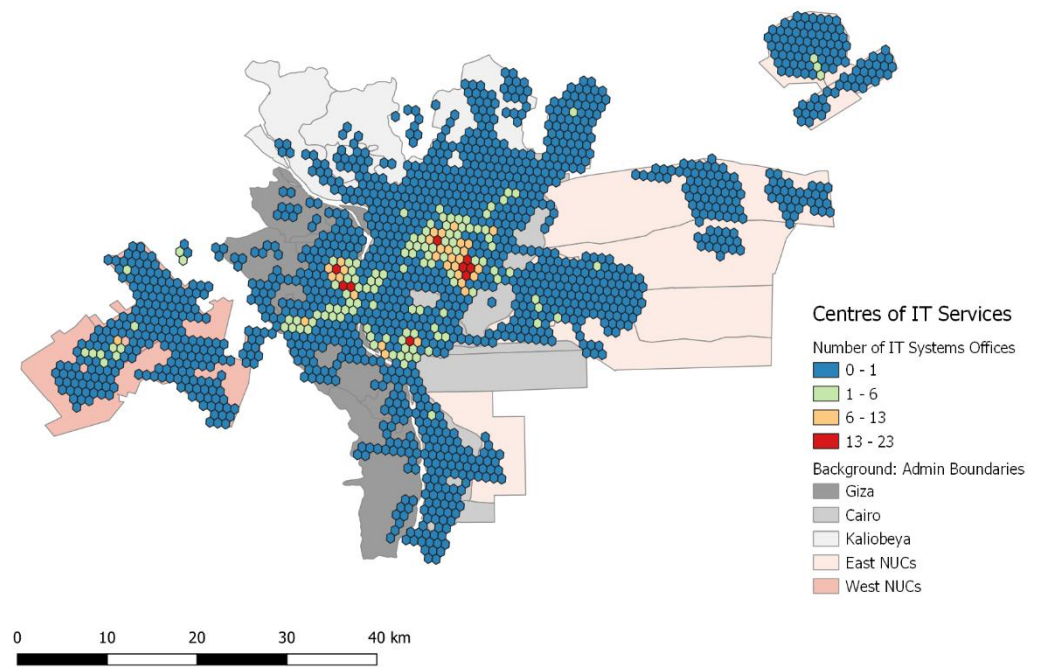 Centres of IT Services
Number of IT Systems Offices
0 - 1
1 - 6
6 - 13
13 - 23
Background: Admin Boundaries
Giza
Cairo
Kaliobeya
East NUCs
West NUCs
0 10 20 30 40 km